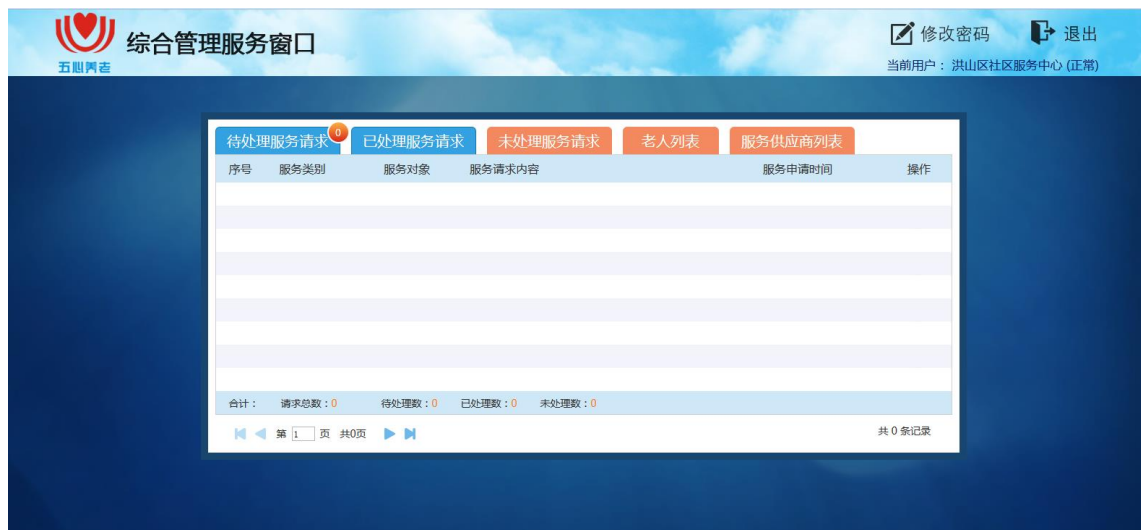 综合管理服务窗口
五心养老
修改密码 退出
当前用户： 洪山区社区服务中心 (正常)
待处理服务请求 0 已处理服务请求 未处理服务请求 老人列表 服务供应商列表
序号 服务类别 服务对象 服务请求内容 服务申请时间 操作
合计： 请求总数：0 待处理数：0 已处理数：0 未处理数：0
第 1 页 共0页 共 0 条记录